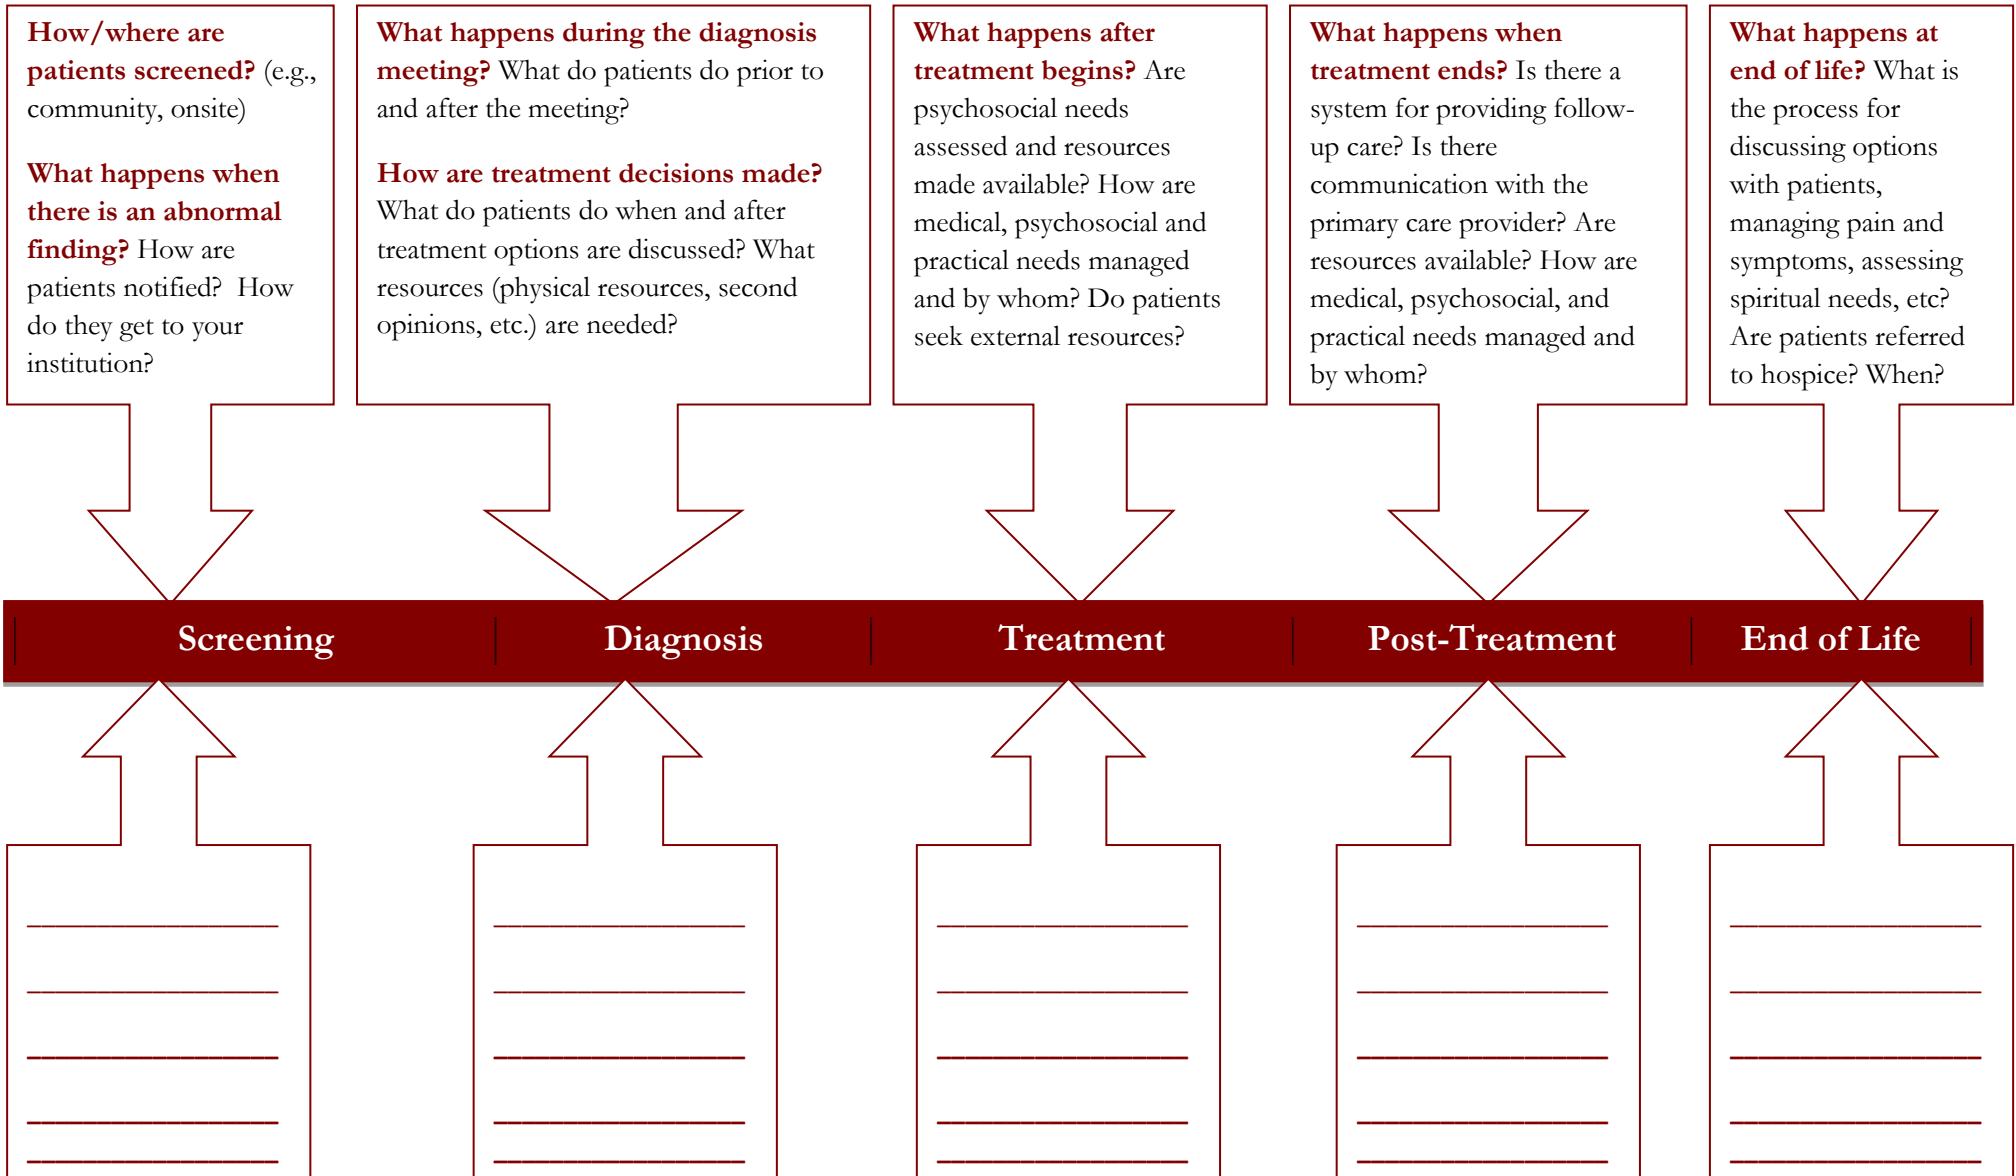 How/where are
patients screened? (e.g.,
community, onsite)
What happens when
there is an abnormal
finding? How are
patients notified?  How
do they get to your
institution?
What happens during the diagnosis
meeting? What do patients do prior to
and after the meeting?
How are treatment decisions made?
What do patients do when and after
treatment options are discussed? What
resources (physical resources, second
opinions, etc.) are needed?
What happens after
treatment begins? Are
psychosocial needs
assessed and resources
made available? How are
medical, psychosocial and
practical needs managed
and by whom? Do patients
seek external resources?
What happens when
treatment ends? Is there a
system for providing follow-
up care? Is there
communication with the
primary care provider? Are
resources available? How are
medical, psychosocial, and
practical needs managed and
by whom?
What happens at
end of life? What is
the process for
discussing options
with patients,
managing pain and
symptoms, assessing
spiritual needs, etc?
Are patients referred
to hospice? When?
Screening
Diagnosis
Treatment
Post-Treatment
End of Life